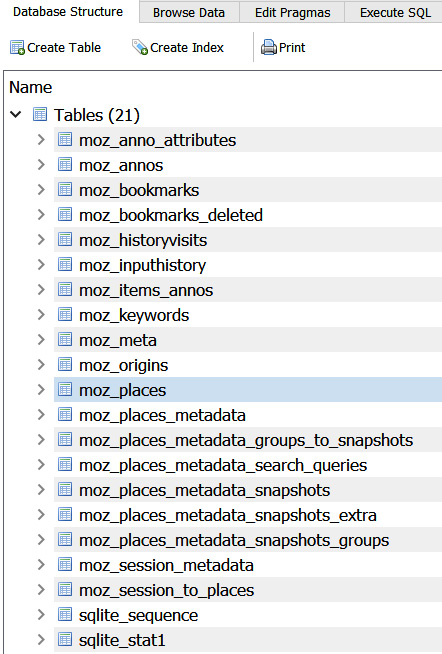 Database Structure Browse Data Edit Pragmas Execute SQL
Create Table Create Index Print
Name
Tables (21)
moz_anno_attributes
moz_annos
moz_bookmarks
moz_bookmarks_deleted
moz_historyvisits
moz_inputhistory
moz_items_annos
moz_keywords
moz_meta
moz_origins
moz_places
moz_places_metadata
moz_places_metadata_groups_to_snapshots
moz_places_metadata_search_queries
moz_places_metadata_snapshots
moz_places_metadata_snapshots_extra
moz_places_metadata_snapshots_groups
moz_session_metadata
moz_session_to_places
sqlite_sequence
sqlite_stat1